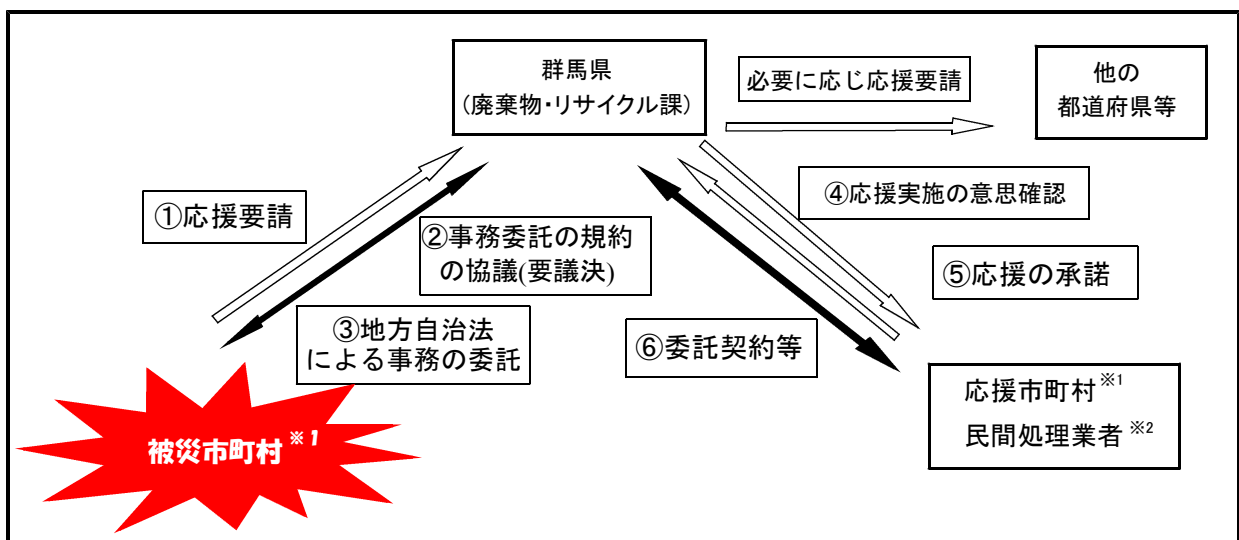 群馬県
(廃棄物・リサイクル課)
必要に応じ応援要請
他の
都道府県等
①応援要請
②事務委託の規約
の協議(要議決)
③地方自治法
による事務の委託
④応援実施の意思確認
⑤応援の承諾
⑥委託契約等
被災市町村※1
応援市町村※1
民間処理業者※2